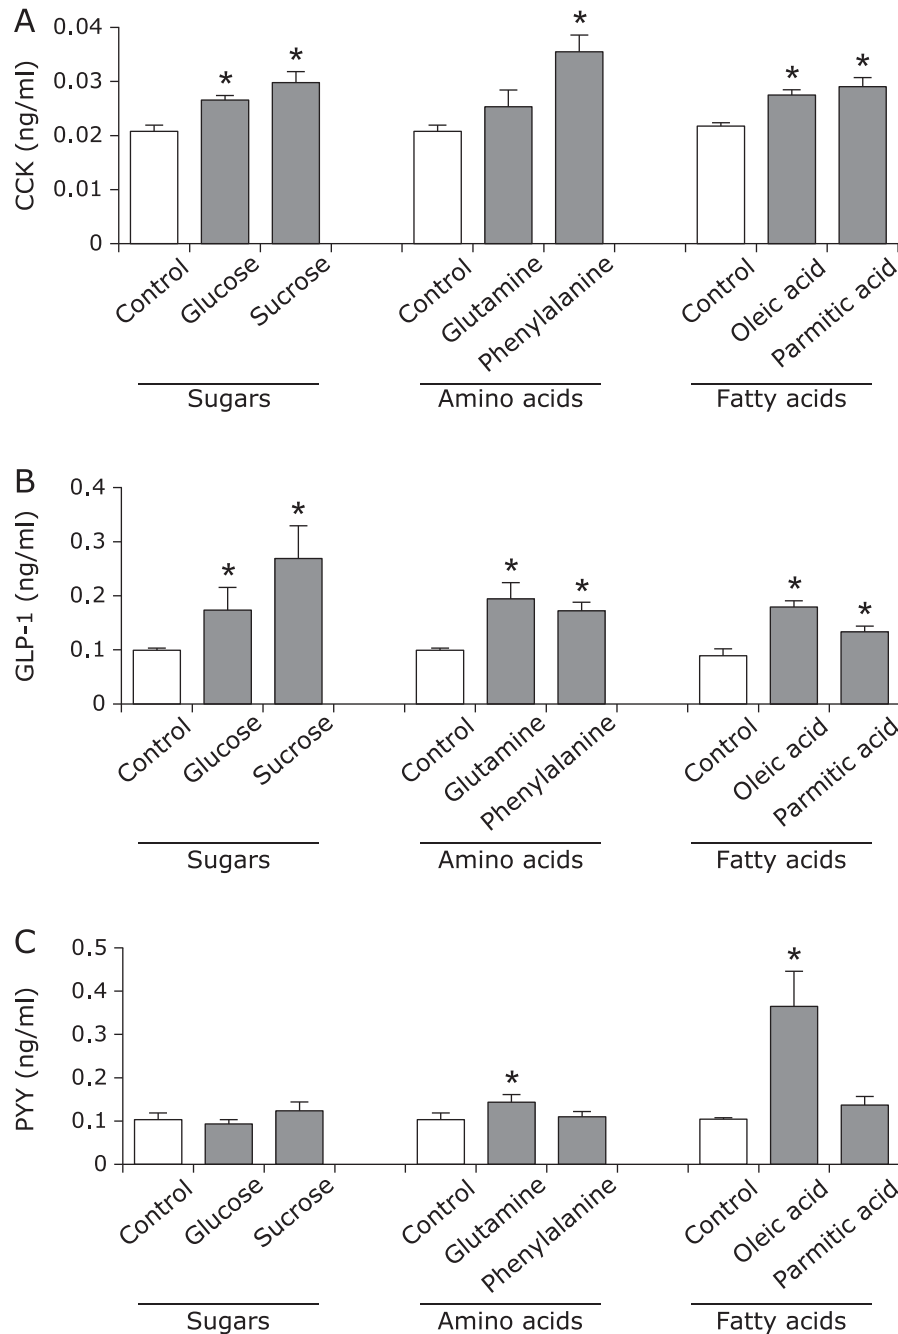 A
CCK (ng/ml)
0.04
0.03
0.02
0.01
0
*
*
*
*
*
Control
Glucose
Sucrose
Control
Glutamine
Phenylalanine
Control
Oleic acid
Parmitic acid
Sugars
Amino acids
Fatty acids
B
GLP-1 (ng/ml)
0.4
0.3
0.2
0.1
0
*
*
*
*
*
*
Control
Glucose
Sucrose
Control
Glutamine
Phenylalanine
Control
Oleic acid
Parmitic acid
Sugars
Amino acids
Fatty acids
C
PYY (ng/ml)
0.5
0.4
0.3
0.2
0.1
0
*
*
Control
Glucose
Sucrose
Control
Glutamine
Phenylalanine
Control
Oleic acid
Parmitic acid
Sugars
Amino acids
Fatty acids